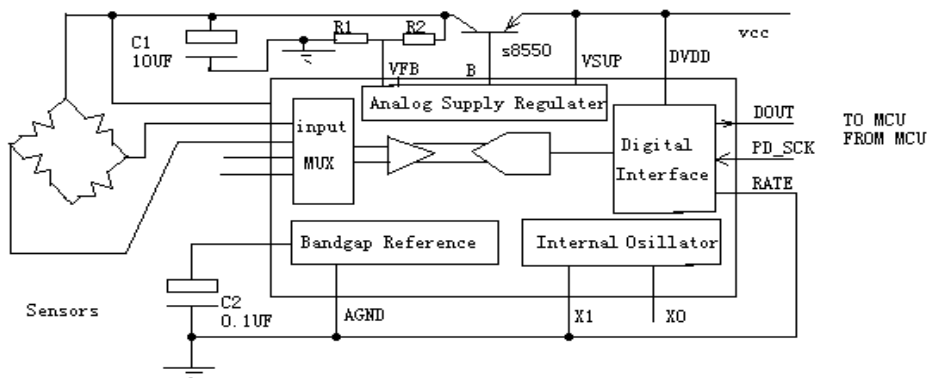 R1
R2
C1
10UF
s8550
vcc
VFB
B
VSUP
DVDD
Analog Supply Regulater
input
MUX
Digital
Interface
DOUT
TO MCU
FROM MCU
PD_SCK
RATE
Bandgap Reference
Internal Osillator
Sensors
C2
0.1UF
AGND
X1
XO